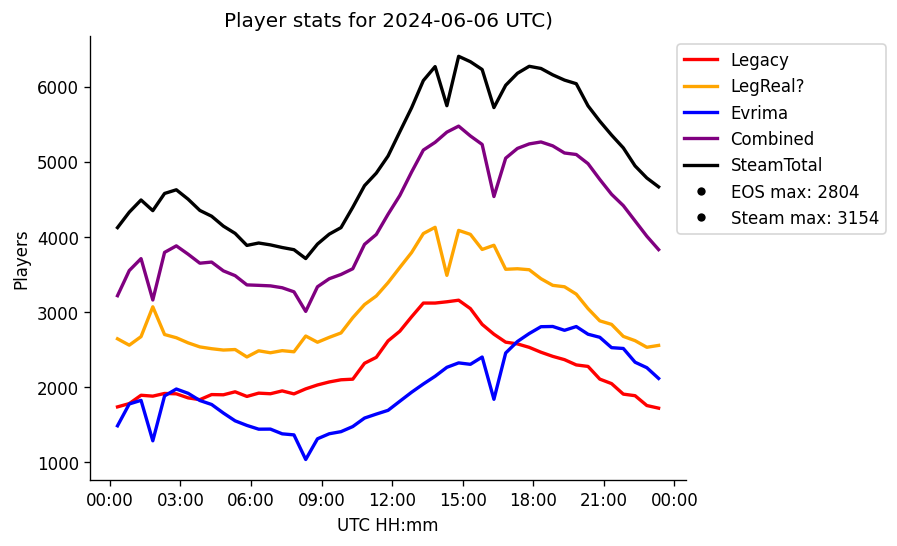 Player stats for 2024-06-06 UTC)
Legacy
LegReal?
Evrima
Combined
SteamTotal
EOS max: 2804
Steam max: 3154
Players
6000
5000
4000
3000
2000
1000
00:00 03:00 06:00 09:00 12:00 15:00 18:00 21:00 00:00
UTC HH:mm